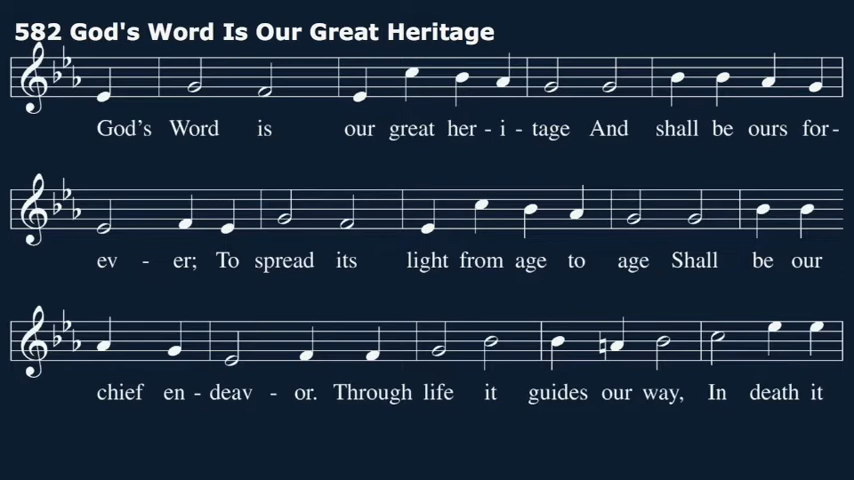 582 God's Word Is Our Great Heritage
God's Word is our great her - i - tage And shall be ours for-
ev - er; To spread its light from age to age Shall be our
chief en - deav - or. Through life it guides our way, In death it